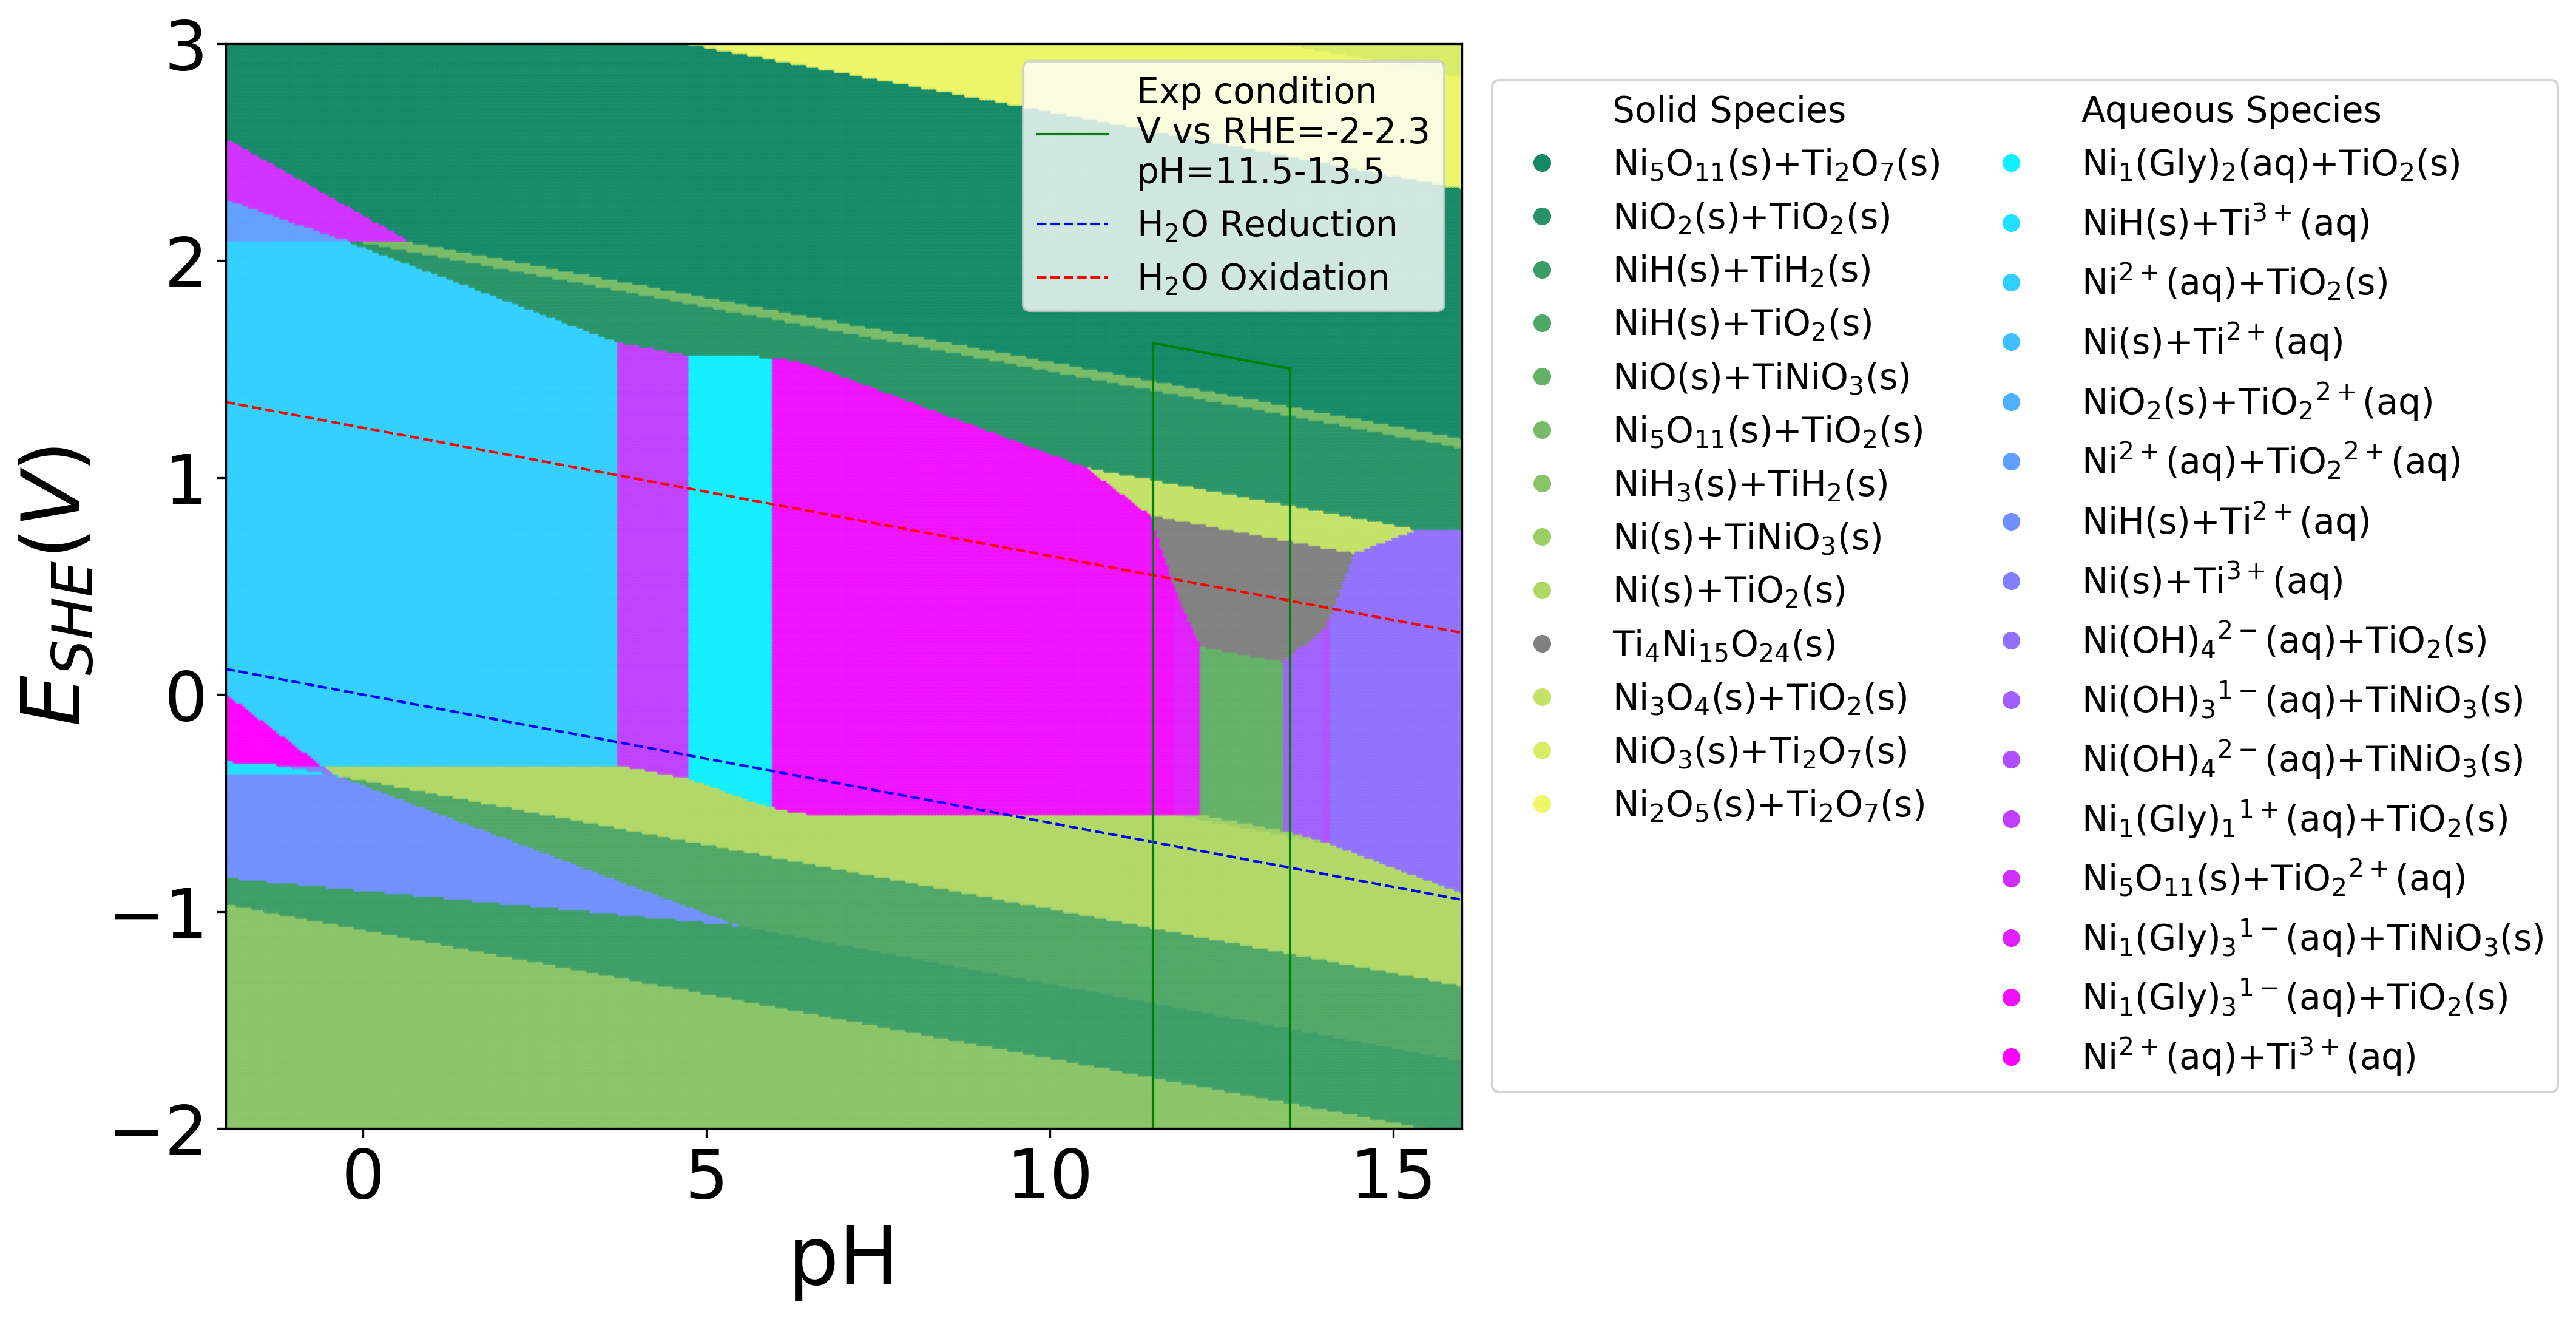 3
2
1
0
−1
−2
E_SHE(V)
0
5
10
15
pH
Exp condition
V vs RHE=-2-2.3
pH=11.5-13.5
H₂O Reduction
H₂O Oxidation
Solid Species
Ni₅O₁₁(s)+Ti₂O₇(s)
NiO₂(s)+TiO₂(s)
NiH(s)+TiH₂(s)
NiH(s)+TiO₂(s)
NiO(s)+TiNiO₃(s)
Ni₅O₁₁(s)+TiO₂(s)
NiH₃(s)+TiH₂(s)
Ni(s)+TiNiO₃(s)
Ni(s)+TiO₂(s)
Ti₄Ni₁₅O₂₄(s)
Ni₃O₄(s)+TiO₂(s)
NiO₃(s)+Ti₂O₇(s)
Ni₂O₅(s)+Ti₂O₇(s)
Aqueous Species
Ni₁(Gly)₂(aq)+TiO₂(s)
NiH(s)+Ti³⁺(aq)
Ni²⁺(aq)+TiO₂(s)
Ni(s)+Ti²⁺(aq)
NiO₂(s)+TiO₂²⁺(aq)
Ni²⁺(aq)+TiO₂²⁺(aq)
NiH(s)+Ti²⁺(aq)
Ni(s)+Ti³⁺(aq)
Ni(OH)₄²⁻(aq)+TiO₂(s)
Ni(OH)₃¹⁻(aq)+TiNiO₃(s)
Ni(OH)₄²⁻(aq)+TiNiO₃(s)
Ni₁(Gly)₁¹⁺(aq)+TiO₂(s)
Ni₅O₁₁(s)+TiO₂²⁺(aq)
Ni₁(Gly)₃¹⁻(aq)+TiNiO₃(s)
Ni₁(Gly)₃¹⁻(aq)+TiO₂(s)
Ni²⁺(aq)+Ti³⁺(aq)